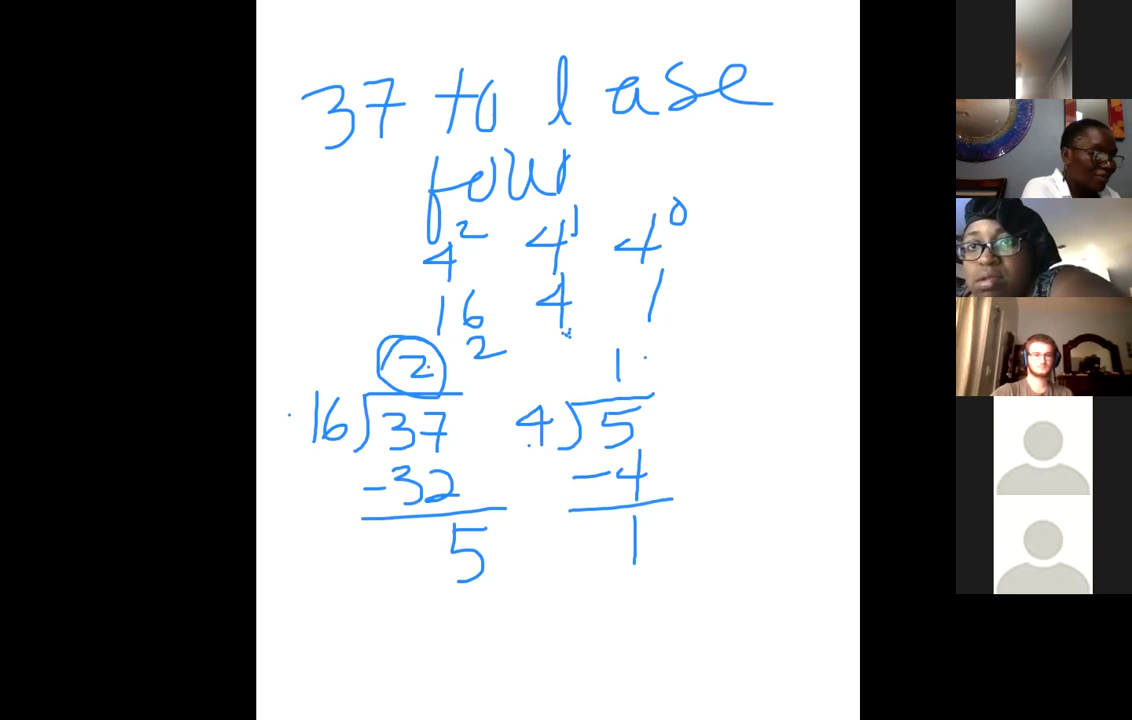 37 to base
four
4² 4¹ 4⁰
16 4 1
2
2 1
16)37 4)5
-32 -4
5 1